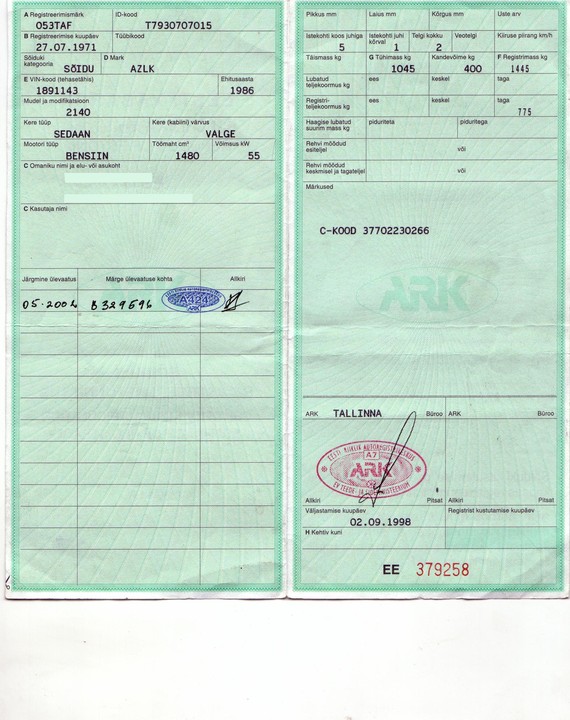 A Registreerimismärk ID-kood
053TAF T7930707015
B Registreerimise kuupäev Tüübikood
27.07.1971
Sõiduki kategooria D Mark
SÕIDU AZLK
E VIN-kood (tehasetähis) Ehitusaasta
1891143 1986
Mudel ja modifikatsioon
2140
Kere tüüp Kere (kabiini) värvus
SEDAAN VALGE
Mootori tüüp Töömaht cm³ Võimsus kW
BENSIIN 1480 55
C Omaniku nimi ja elu- või asukoht
C Kasutaja nimi
Järgmine ülevaatus Märge ülevaatuse kohta Allkiri
05.2002 B329596 A424 ARK
Pikkus mm Laius mm Kõrgus mm Uste arv
Istekohti koos juhiga Istekohti juhi kõrval Telgi kokku Veotelgi Kiiruse piirang km/h
5 1 2
Täismass kg G Tühimass kg Kandevõime kg F Registrimass kg
1045 400 1445
Lubatud teljekoormus kg ees keskel taga
Registri-teljekoormus kg ees keskel taga
775
Haagise lubatud suurim mass kg piduriteta piduritega
Rehvi mõõdud esiteljel või
Rehvi mõõdud keskmisel ja tagateljel või
Märkused
C-KOOD 37702230266
ARK
ARK TALLINNA Büroo ARK Büroo
EESTI RIIKLIK AUTOREGISTRIKESKUS
A7
ARK
EV TEEDE- JA SIDEMINISTEERIUM
Allkiri Pitsat Allkiri Pitsat
Väljastamise kuupäev Registrist kustutamise kuupäev
02.09.1998
H Kehtiv kuni
EE 379258